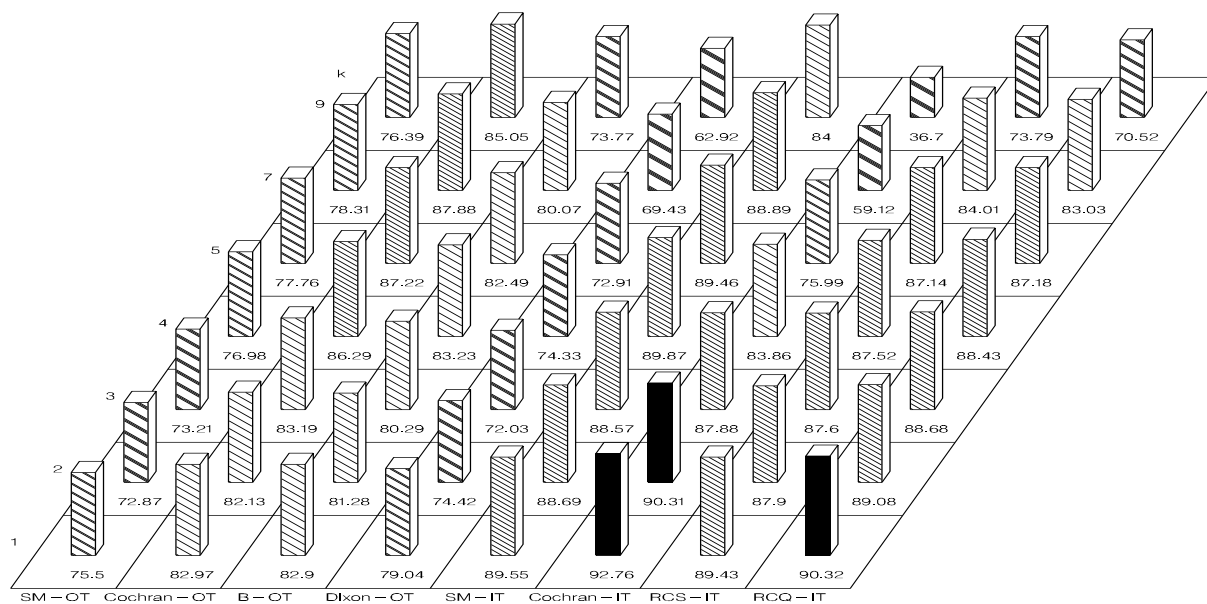 k
9
76.39 85.05 73.77 62.92 84 36.7 73.79 70.52
7
78.31 87.88 80.07 69.43 88.89 59.12 84.01 83.03
5
77.76 87.22 82.49 72.91 89.46 75.99 87.14 87.18
4
76.98 86.29 83.23 74.33 89.87 83.86 87.52 88.43
3
73.21 83.19 80.29 72.03 88.57 87.88 87.6 88.68
2
72.87 82.13 81.28 74.42 88.69 90.31 87.9 89.08
1
75.5 82.97 82.9 79.04 89.55 92.76 89.43 90.32
SM-OT Cochran-OT B-OT Dixon-OT SM-IT Cochran-IT RCS-IT RCQ-IT